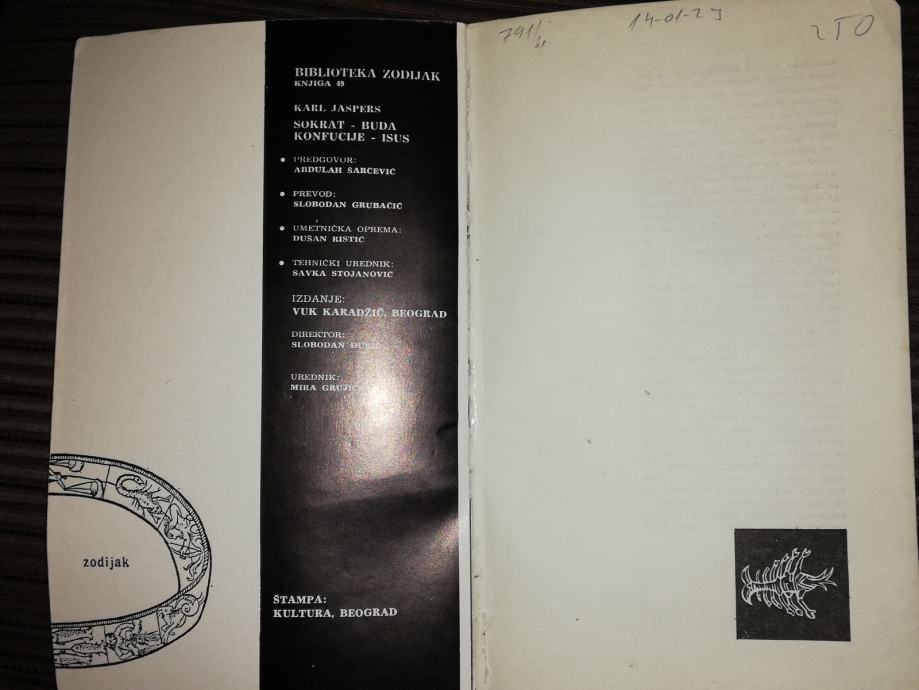 BIBLIOTEKA ZODIJAK
KNJIGA 49
KARL JASPERS
SOKRAT - BUDA
KONFUCIJE - ISUS
PREDGOVOR:
ABDULAH ŠARČEVIĆ
PREVOD:
SLOBODAN GRUBAČIĆ
UMETNIČKA OPREMA:
DUŠAN RISTIĆ
TEHNIČKI UREDNIK:
SAVKA STOJANOVIĆ
IZDANJE:
VUK KARADŽIĆ, BEOGRAD
DIREKTOR:
SLOBODAN
UREDNIK:
MIRA
ŠTAMPA:
KULTURA, BEOGRAD
zodijak
14-01-23